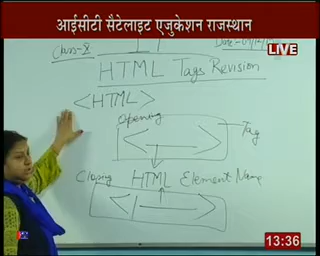 आईसीटी सैटेलाइट एजुकेशन राजस्थान
Class-8
LIVE
HTML Tags Revision
<HTML>
Opening
< > Tag
Closing HTML Element Name
< >
13:36